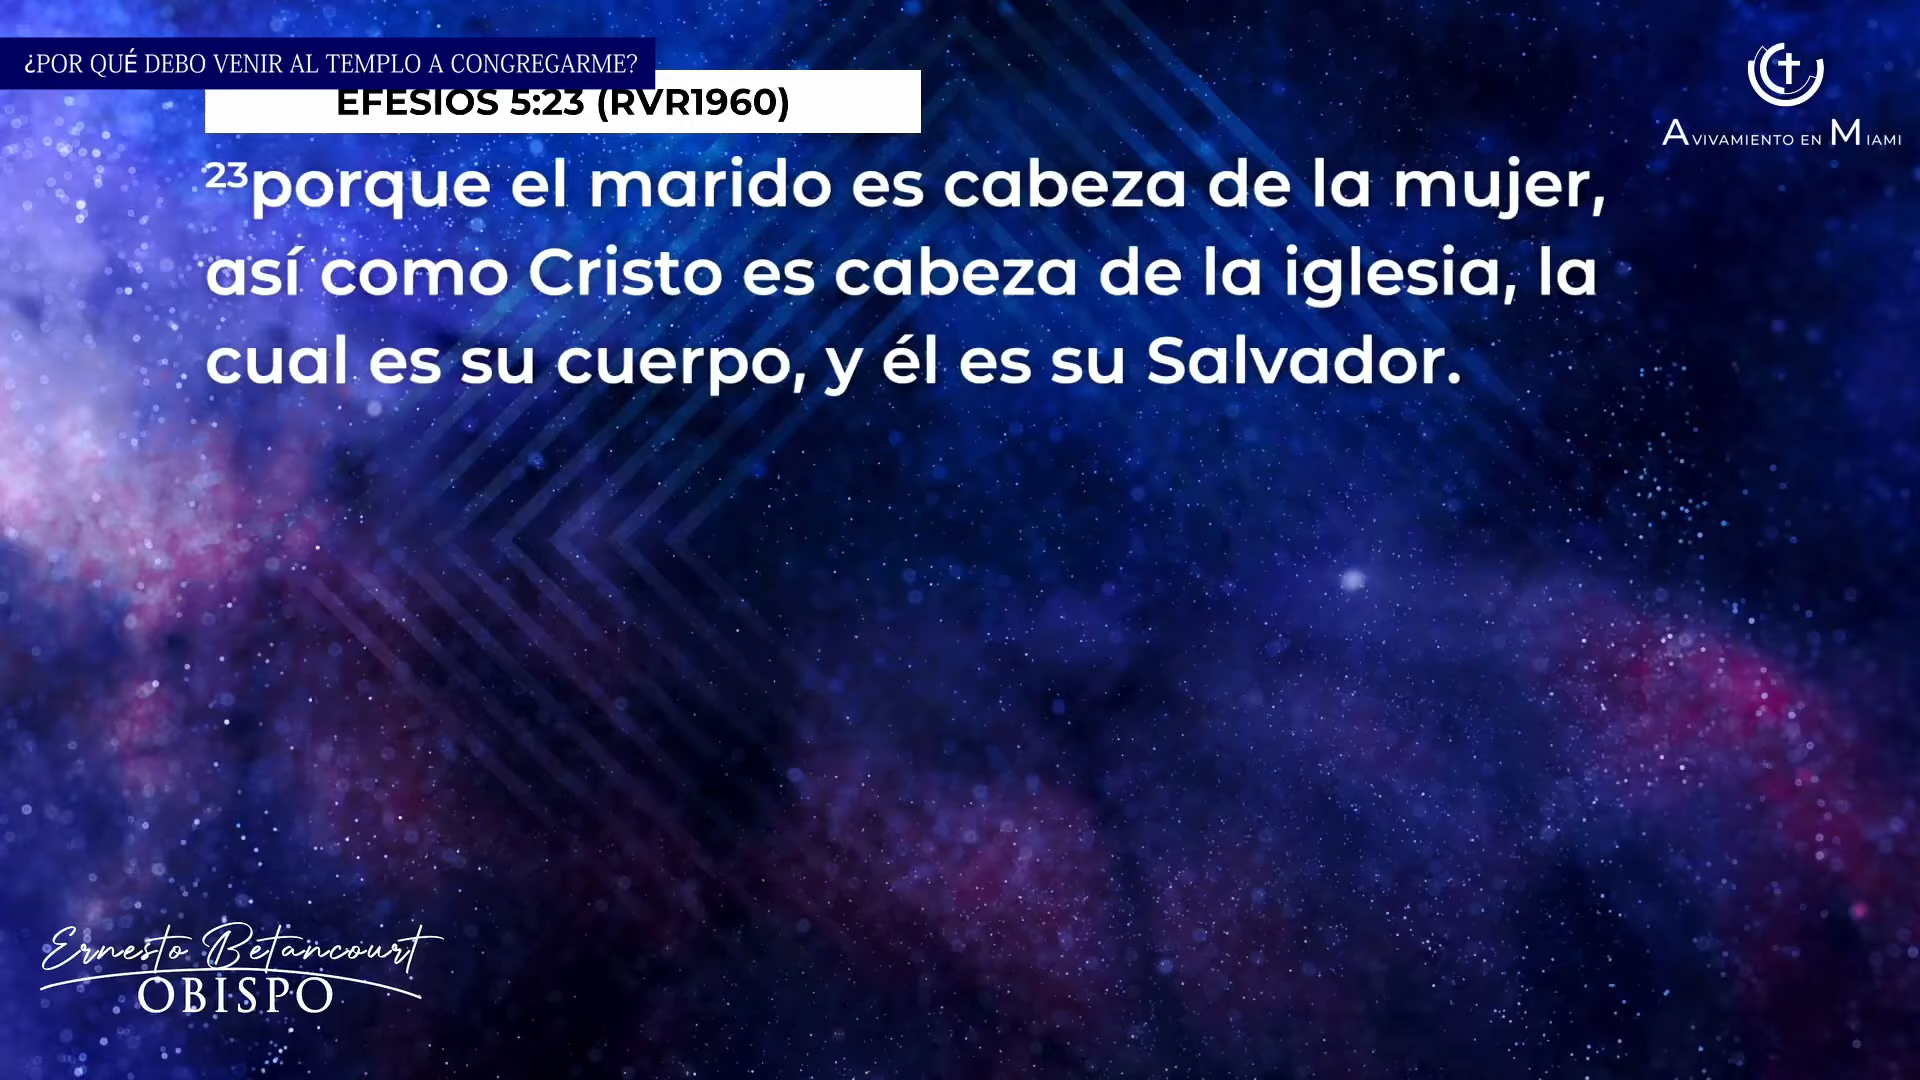 ¿POR QUÉ DEBO VENIR AL TEMPLO A CONGREGARME?
EFESIOS 5:23 (RVR1960)
AVIVAMIENTO EN MIAMI
23porque el marido es cabeza de la mujer,
así como Cristo es cabeza de la iglesia, la
cual es su cuerpo, y él es su Salvador.
Ernesto Betancourt
OBISPO